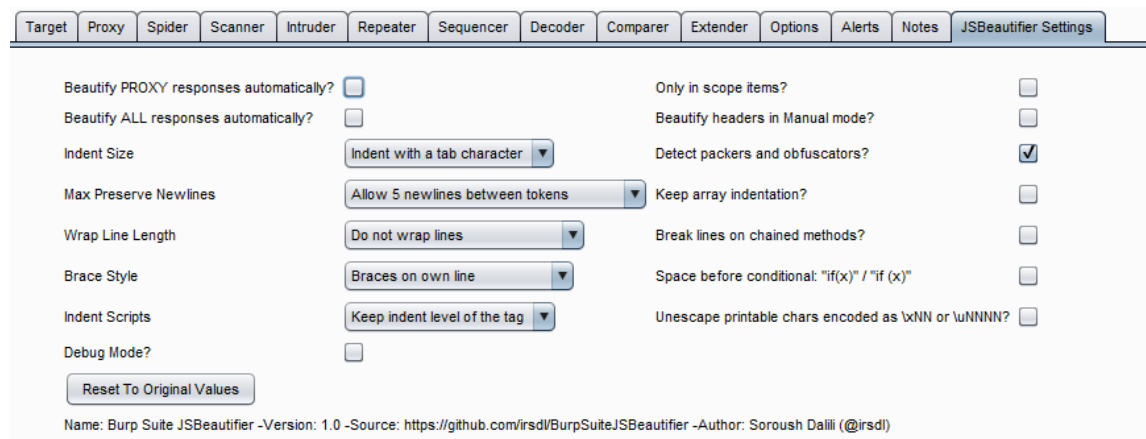 Target Proxy Spider Scanner Intruder Repeater Sequencer Decoder Comparer Extender Options Alerts Notes JSBeautifier Settings
Beautify PROXY responses automatically? Only in scope items?
Beautify ALL responses automatically? Beautify headers in Manual mode?
Indent Size Indent with a tab character Detect packers and obfuscators?
Max Preserve Newlines Allow 5 newlines between tokens Keep array indentation?
Wrap Line Length Do not wrap lines Break lines on chained methods?
Brace Style Braces on own line Space before conditional: "if(x)" / "if (x)"
Indent Scripts Keep indent level of the tag Unescape printable chars encoded as \xNN or \uNNNN?
Debug Mode?
Reset To Original Values
Name: Burp Suite JSBeautifier -Version: 1.0 -Source: https://github.com/irsdl/BurpSuiteJSBeautifier -Author: Soroush Dalili (@irsdl)